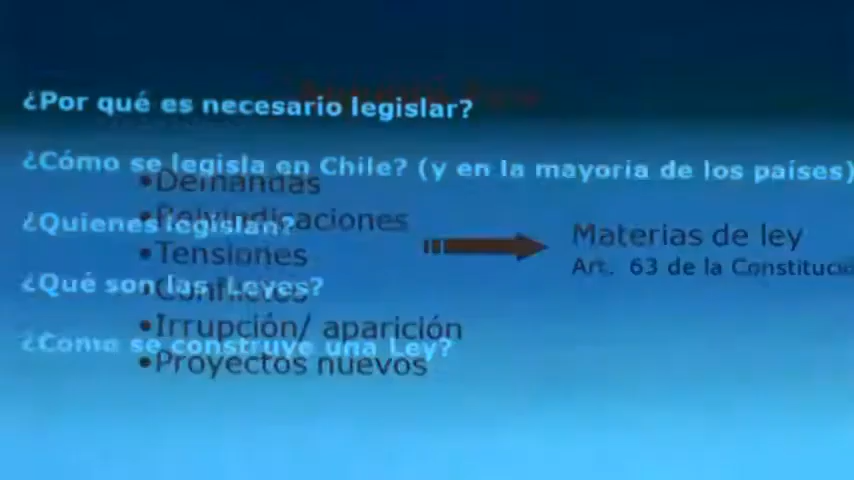 ¿Por qué es necesario legislar?
¿Cómo se legisla en Chile? (y en la mayoria de los países)
¿Quienes legislan?
¿Qué son las Leyes?
¿Como se construye una Ley?
•Demandas
•Reivindicaciones
•Tensiones
•Conflictos
•Irrupción/ aparición
•Proyectos nuevos
Materias de ley
Art. 63 de la